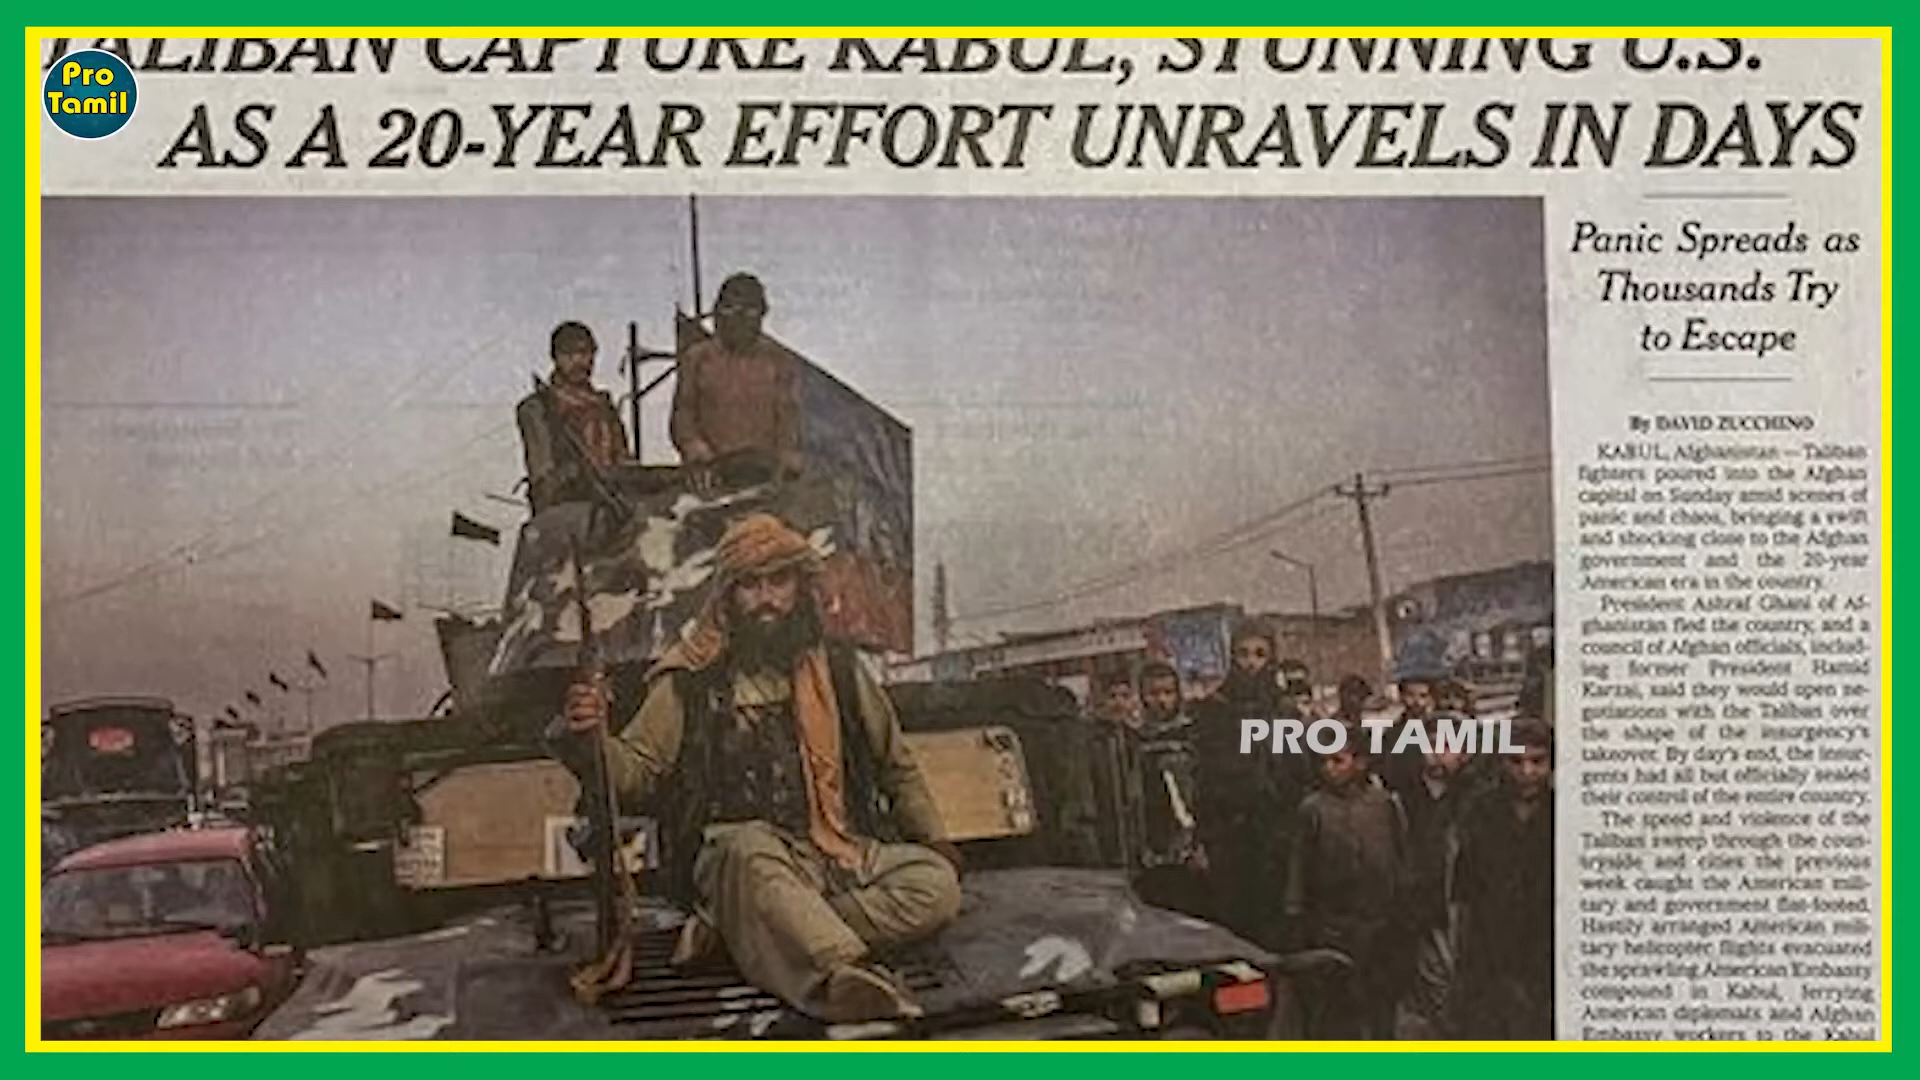 TALIBAN CAPTURE KABUL, STUNNING U.S.
Pro
Tamil
AS A 20-YEAR EFFORT UNRAVELS IN DAYS
Panic Spreads as
Thousands Try
to Escape
By DAVID ZUCCHINO
KABUL, Afghanistan — Taliban
fighters poured into the Afghan
capital on Sunday amid scenes of
panic and chaos, bringing a swift
and shocking close to the Afghan
government and the 20-year
American era in the country.
President Ashraf Ghani of Af-
ghanistan fled the country, and a
council of Afghan officials, includ-
ing former President Hamid
Karzai, said they would open ne-
gotiations with the Taliban over
the shape of the insurgency's
takeover. By day's end, the insur-
gents had all but officially sealed
their control of the entire country.
The speed and violence of the
Taliban sweep through the coun-
tryside and cities the previous
week caught the American mili-
tary and government flat-footed.
Hastily arranged American mili-
tary helicopter flights evacuated
the sprawling American Embassy
compound in Kabul, ferrying
American diplomats and Afghan
Embassy workers to the Kabul
PRO TAMIL